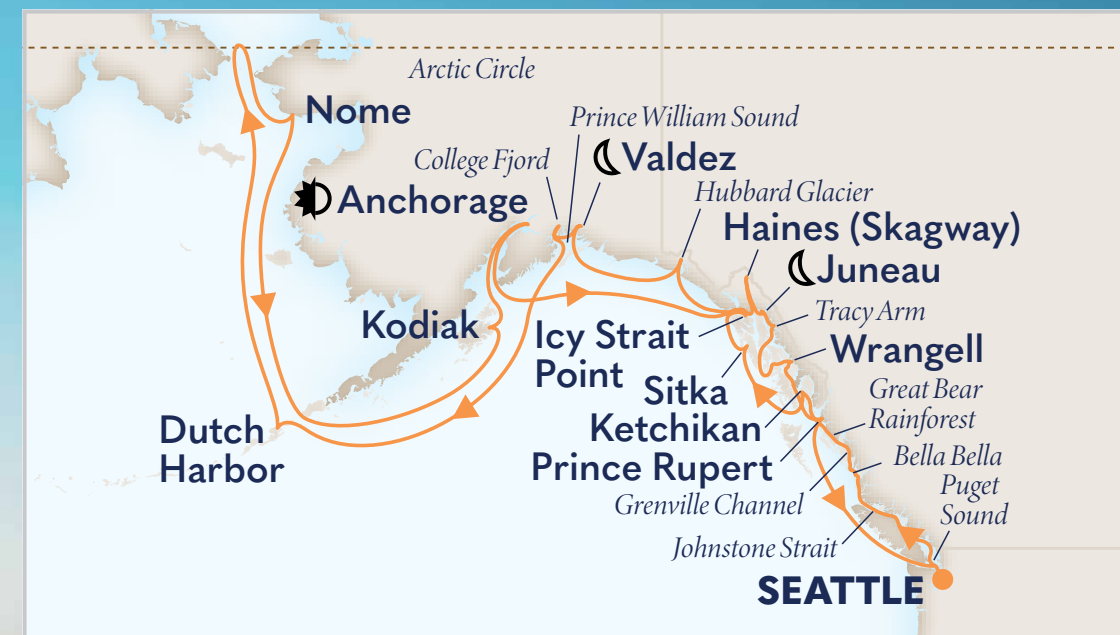 Arctic Circle
Nome
Prince William Sound
College Fjord
Valdez
Hubbard Glacier
Anchorage
Haines (Skagway)
Juneau
Tracy Arm
Kodiak
Icy Strait
Point
Wrangell
Sitka
Great Bear
Rainforest
Ketchikan
Dutch
Harbor
Prince Rupert
Bella Bella
Grenville Channel
Puget
Sound
Johnstone Strait
SEATTLE